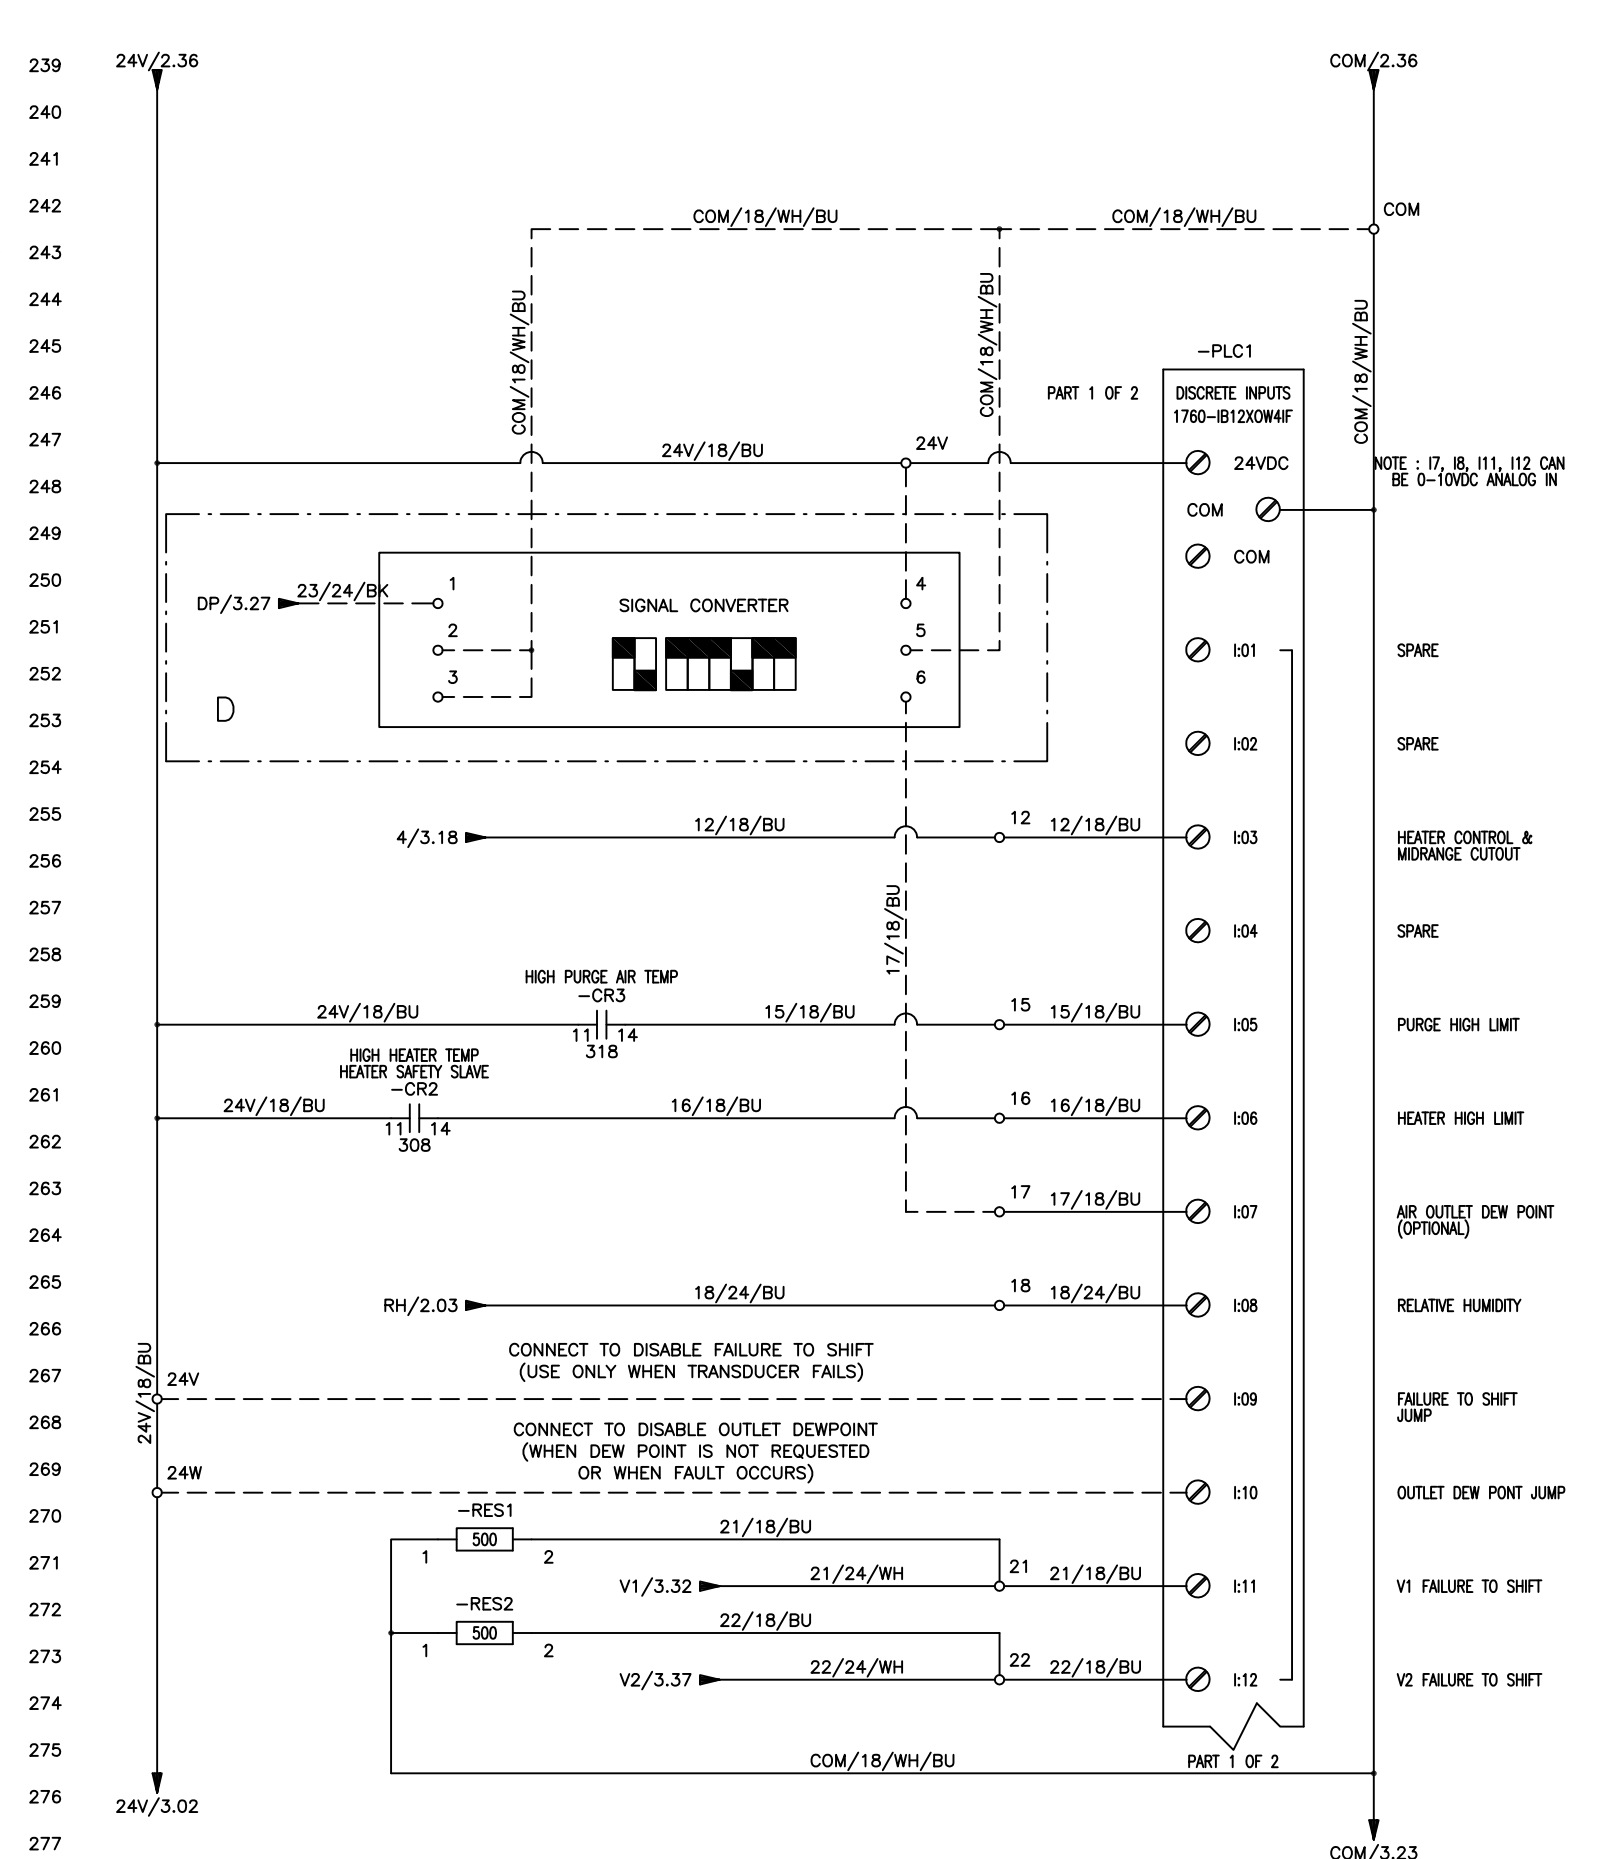 239
24V/2.36
COM/2.36
240
241
242
COM/18/WH/BU
COM/18/WH/BU
COM
243
244
COM/18/WH/BU
COM/18/WH/BU
COM/18/WH/BU
245
-PLC1
246
PART 1 OF 2
DISCRETE INPUTS
1760-IB12XOW4IF
247
24V/18/BU
24V
24VDC
NOTE : I7, I8, I11, I12 CAN
BE 0-10VDC ANALOG IN
248
COM
249
COM
250
DP/3.27
23/24/BK
1
SIGNAL CONVERTER
4
251
2
5
I:01
SPARE
252
3
6
253
D
I:02
SPARE
254
255
4/3.18
12/18/BU
12
12/18/BU
I:03
HEATER CONTROL &
MIDRANGE CUTOUT
256
257
17/18/BU
I:04
SPARE
258
HIGH PURGE AIR TEMP
-CR3
259
24V/18/BU
11
14
318
15/18/BU
15
15/18/BU
I:05
PURGE HIGH LIMIT
260
HIGH HEATER TEMP
HEATER SAFETY SLAVE
-CR2
261
24V/18/BU
11
14
308
16/18/BU
16
16/18/BU
I:06
HEATER HIGH LIMIT
262
263
17
17/18/BU
I:07
AIR OUTLET DEW POINT
(OPTIONAL)
264
265
RH/2.03
18/24/BU
18
18/24/BU
I:08
RELATIVE HUMIDITY
266
CONNECT TO DISABLE FAILURE TO SHIFT
(USE ONLY WHEN TRANSDUCER FAILS)
267
24V/18/BU
24V
I:09
FAILURE TO SHIFT
JUMP
268
CONNECT TO DISABLE OUTLET DEWPOINT
(WHEN DEW POINT IS NOT REQUESTED
OR WHEN FAULT OCCURS)
269
24W
I:10
OUTLET DEW PONT JUMP
270
-RES1
500
1
2
21/18/BU
271
V1/3.32
21/24/WH
21
21/18/BU
I:11
V1 FAILURE TO SHIFT
272
-RES2
500
1
2
22/18/BU
273
V2/3.37
22/24/WH
22
22/18/BU
I:12
V2 FAILURE TO SHIFT
274
275
COM/18/WH/BU
PART 1 OF 2
276
24V/3.02
277
COM/3.23